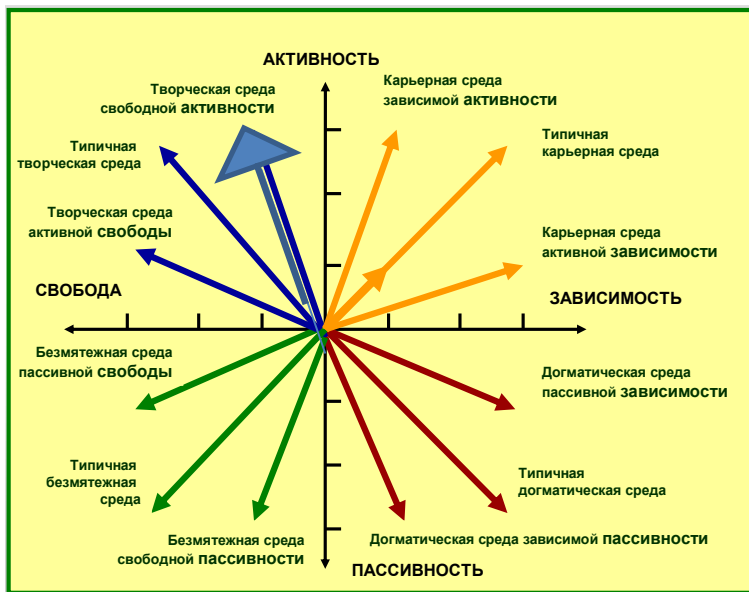 АКТИВНОСТЬ
Творческая среда
свободной активности
Карьерная среда
зависимой активности
Типичная
творческая среда
Типичная
карьерная среда
Творческая среда
активной свободы
Карьерная среда
активной зависимости
СВОБОДА
ЗАВИСИМОСТЬ
Безмятежная среда
пассивной свободы
Догматическая среда
пассивной зависимости
Типичная
безмятежная
среда
Типичная
догматическая среда
Безмятежная среда
свободной пассивности
Догматическая среда зависимой пассивности
ПАССИВНОСТЬ